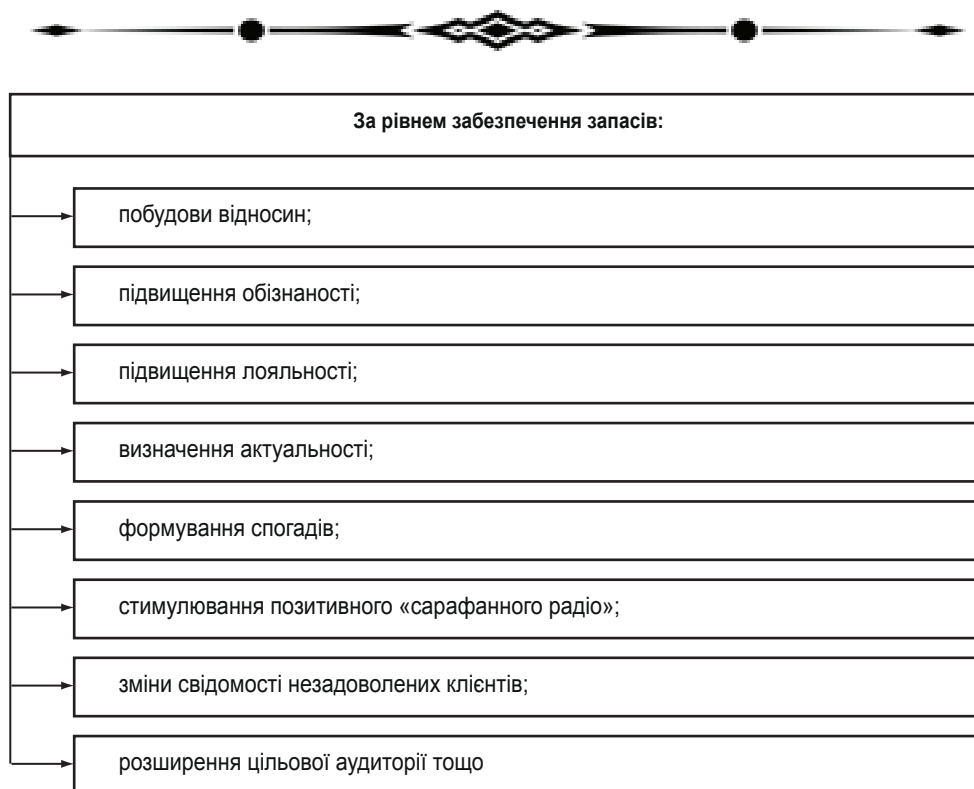 За рівнем забезпечення запасів:
побудови відносин;
підвищення обізнаності;
підвищення лояльності;
визначення актуальності;
формування спогадів;
стимулювання позитивного «сарафанного радіо»;
зміни свідомості незадоволених клієнтів;
розширення цільової аудиторії тощо